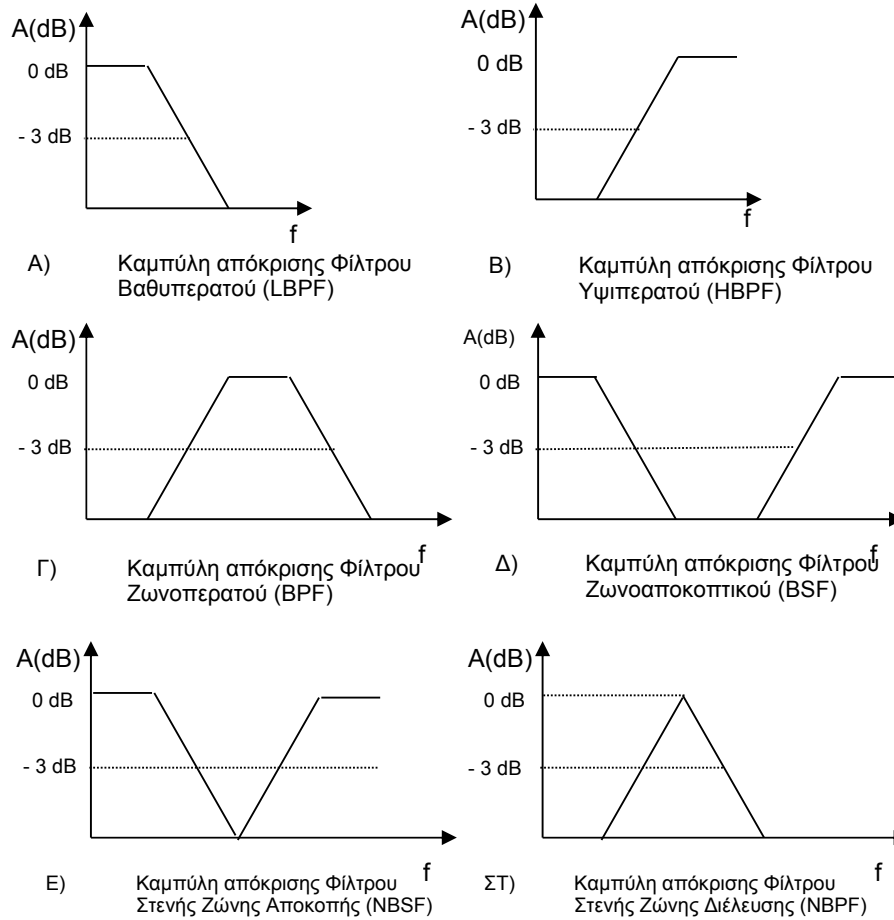 A(dB)
0 dB
- 3 dB
f
Α) Καμπύλη απόκρισης Φίλτρου
Βαθυπερατού (LBPF)
A(dB)
0 dB
- 3 dB
f
Β) Καμπύλη απόκρισης Φίλτρου
Υψιπερατού (HBPF)
A(dB)
0 dB
- 3 dB
f
Γ) Καμπύλη απόκρισης Φίλτρου
Ζωνοπερατού (BPF)
A(dB)
0 dB
- 3 dB
f
Δ) Καμπύλη απόκρισης Φίλτρου
Ζωνοαποκοπτικού (BSF)
A(dB)
0 dB
- 3 dB
f
Ε) Καμπύλη απόκρισης Φίλτρου
Στενής Ζώνης Αποκοπής (NBSF)
A(dB)
0 dB
- 3 dB
f
ΣΤ) Καμπύλη απόκρισης Φίλτρου
Στενής Ζώνης Διέλευσης (NBPF)